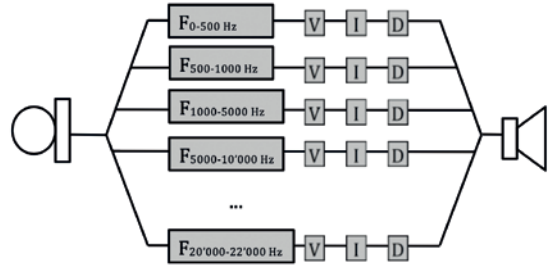 F0-500 Hz V I D
F500-1000 Hz V I D
F1000-5000 Hz V I D
F5000-10'000 Hz V I D
...
F20'000-22'000 Hz V I D